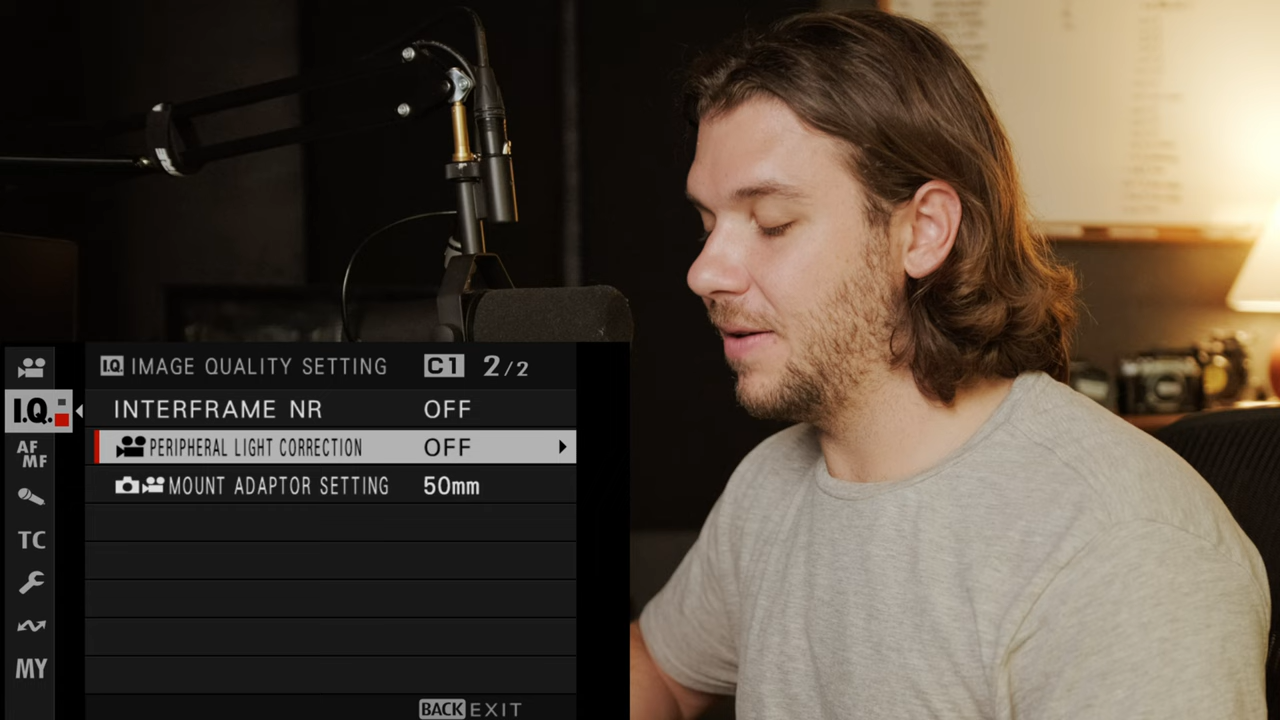 I.Q. IMAGE QUALITY SETTING C1 2/2
I.Q.
INTERFRAME NR OFF
PERIPHERAL LIGHT CORRECTION OFF
AF
MF
MOUNT ADAPTOR SETTING 50mm
TC
MY
BACK EXIT